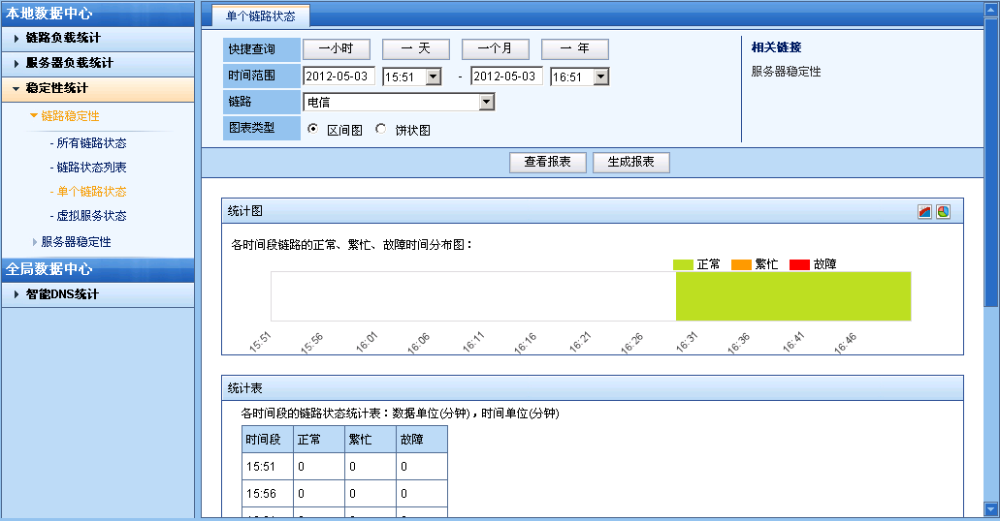 本地数据中心
链路负载统计
服务器负载统计
稳定性统计
链路稳定性
- 所有链路状态
- 链路状态列表
- 单个链路状态
- 虚拟服务状态
服务器稳定性
全局数据中心
智能DNS统计
单个链路状态
快捷查询 一小时 一 天 一个月 一 年
时间范围 2012-05-03 15:51 - 2012-05-03 16:51
链路 电信
图表类型 区间图 饼状图
相关链接
服务器稳定性
查看报表 生成报表
统计图
各时间段链路的正常、繁忙、故障时间分布图：
正常 繁忙 故障
15:51 15:56 16:01 16:06 16:11 16:16 16:21 16:26 16:31 16:36 16:41 16:46
统计表
各时间段的链路状态统计表：数据单位(分钟)，时间单位(分钟)
时间段 正常 繁忙 故障
15:51 0 0 0
15:56 0 0 0